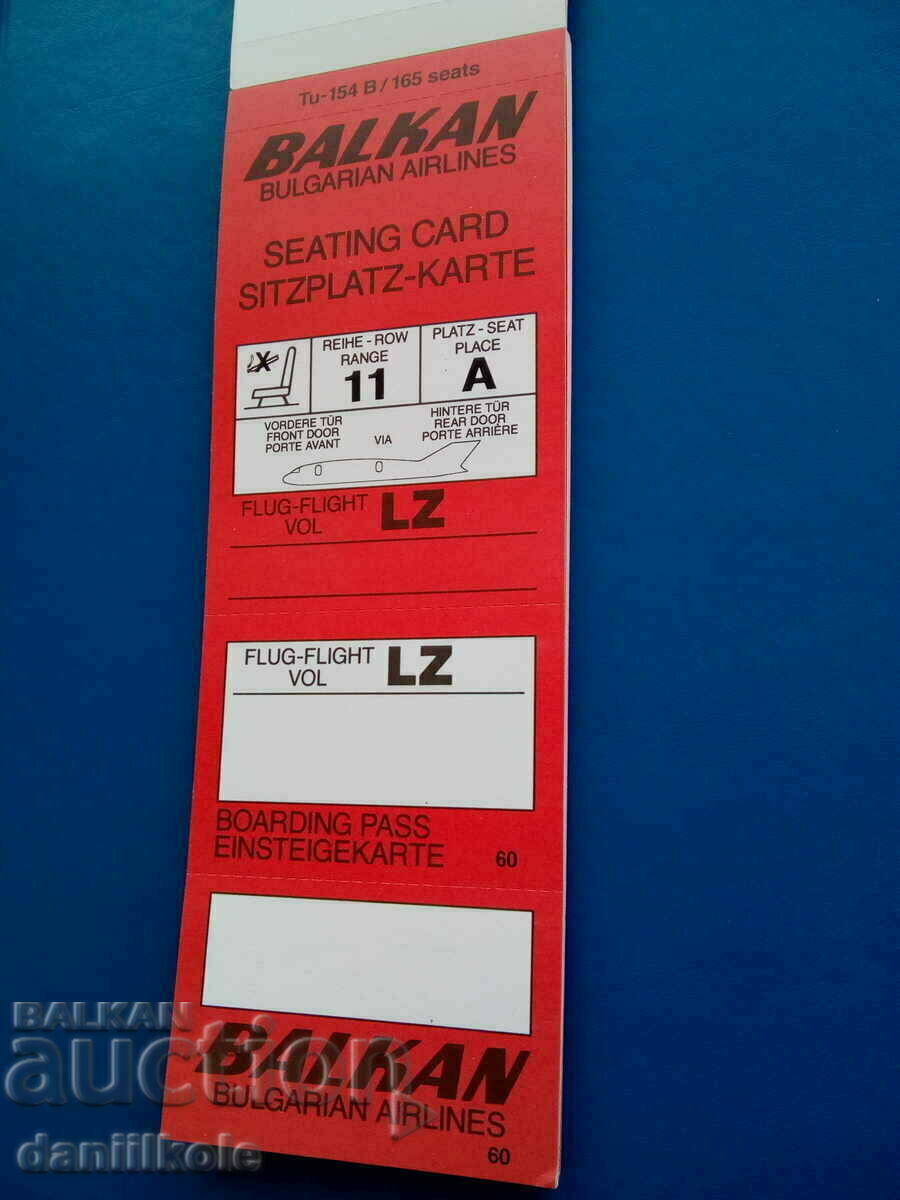 Tu-154 B / 165 seats
BALKAN
BULGARIAN AIRLINES
SEATING CARD
SITZPLATZ-KARTE
REIHE - ROW
RANGE
11
PLATZ - SEAT
PLACE
A
VORDERE TÜR
FRONT DOOR
PORTE AVANT
VIA
HINTERE TÜR
REAR DOOR
PORTE ARRIÉRE
FLUG-FLIGHT
VOL
LZ
FLUG-FLIGHT
VOL
LZ
BOARDING PASS
EINSTEIGEKARTE
60
BALKAN
BULGARIAN AIRLINES
60
BALKAN
auction
daniilkole